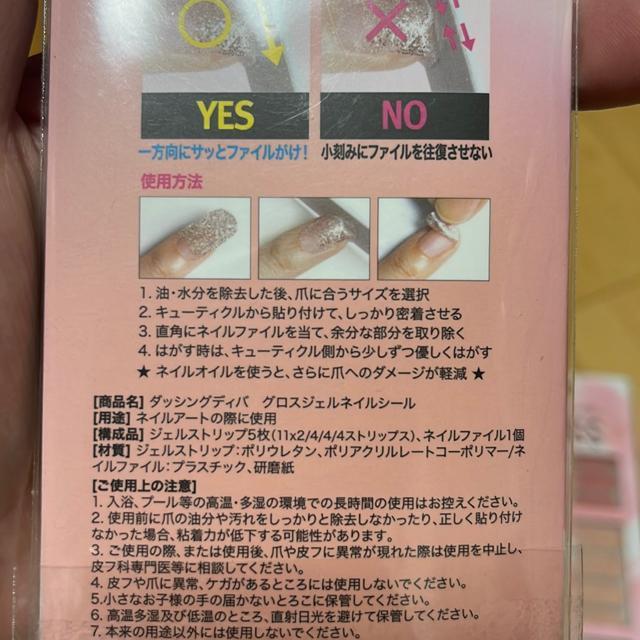 YES
NO
一方向にサッとファイルがけ!
小刻みにファイルを往復させない
使用方法
1. 油・水分を除去した後、爪に合うサイズを選択
2. キューティクルから貼り付けて、しっかり密着させる
3. 直角にネイルファイルを当て、余分な部分を取り除く
4. はがす時は、キューティクル側から少しずつ優しくはがす
★ ネイルオイルを使うと、さらに爪へのダメージが軽減 ★
[商品名] ダッシングディバ グロスジェルネイルシール
[用途] ネイルアートの際に使用
[構成品] ジェルストリップ5枚(11x2/4/4/4ストリップス)、ネイルファイル1個
[材質] ジェルストリップ:ポリウレタン、ポリアクリルレートコーポリマー/ネ
イルファイル:プラスチック、研磨紙
[ご使用上の注意]
1. 入浴、プール等の高温・多湿の環境での長時間の使用はお控えください。
2. 使用前に爪の油分や汚れをしっかりと除去しなかったり、正しく貼り付け
なかった場合、粘着力が低下する可能性があります。
3. ご使用の際、または使用後、爪や皮フに異常が現れた際は使用を中止し、
皮フ科専門医等に相談してください。
4. 皮フや爪に異常、ケガがあるところには使用しないでください。
5.小さなお子様の手の届かないところに保管してください。
6. 高温多湿及び低温のところ、直射日光を避けて保管してください。
7. 本来の用途以外には使用しないでください。